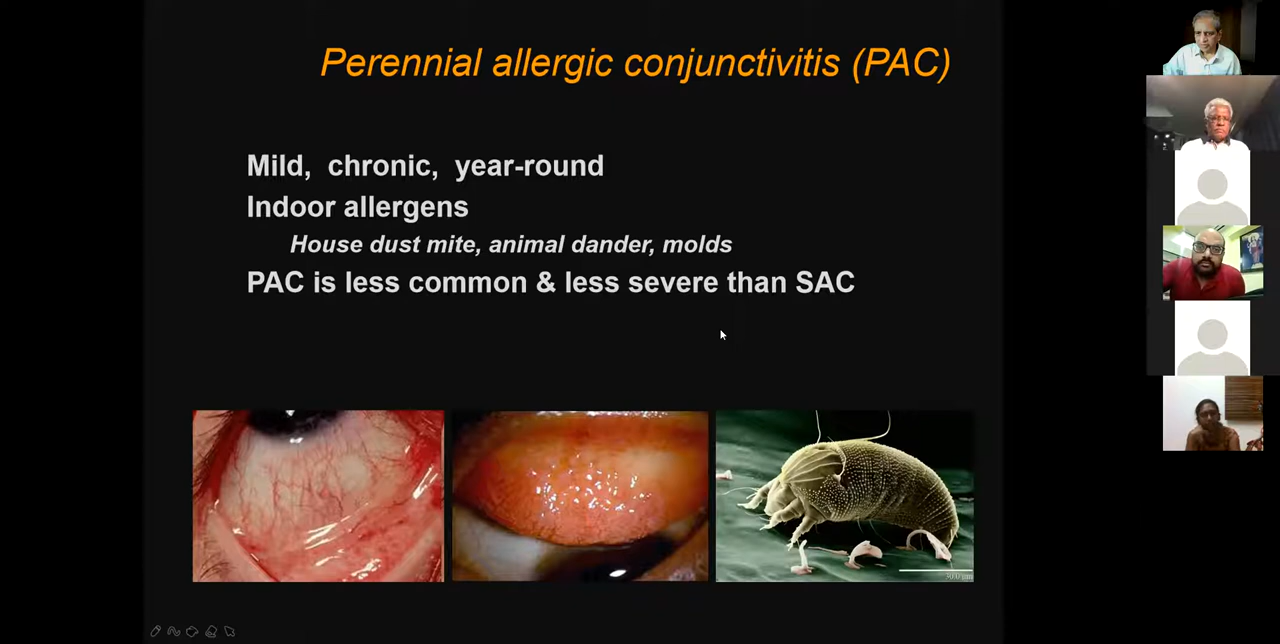 Perennial allergic conjunctivitis (PAC)
Mild, chronic, year-round
Indoor allergens
House dust mite, animal dander, molds
PAC is less common & less severe than SAC